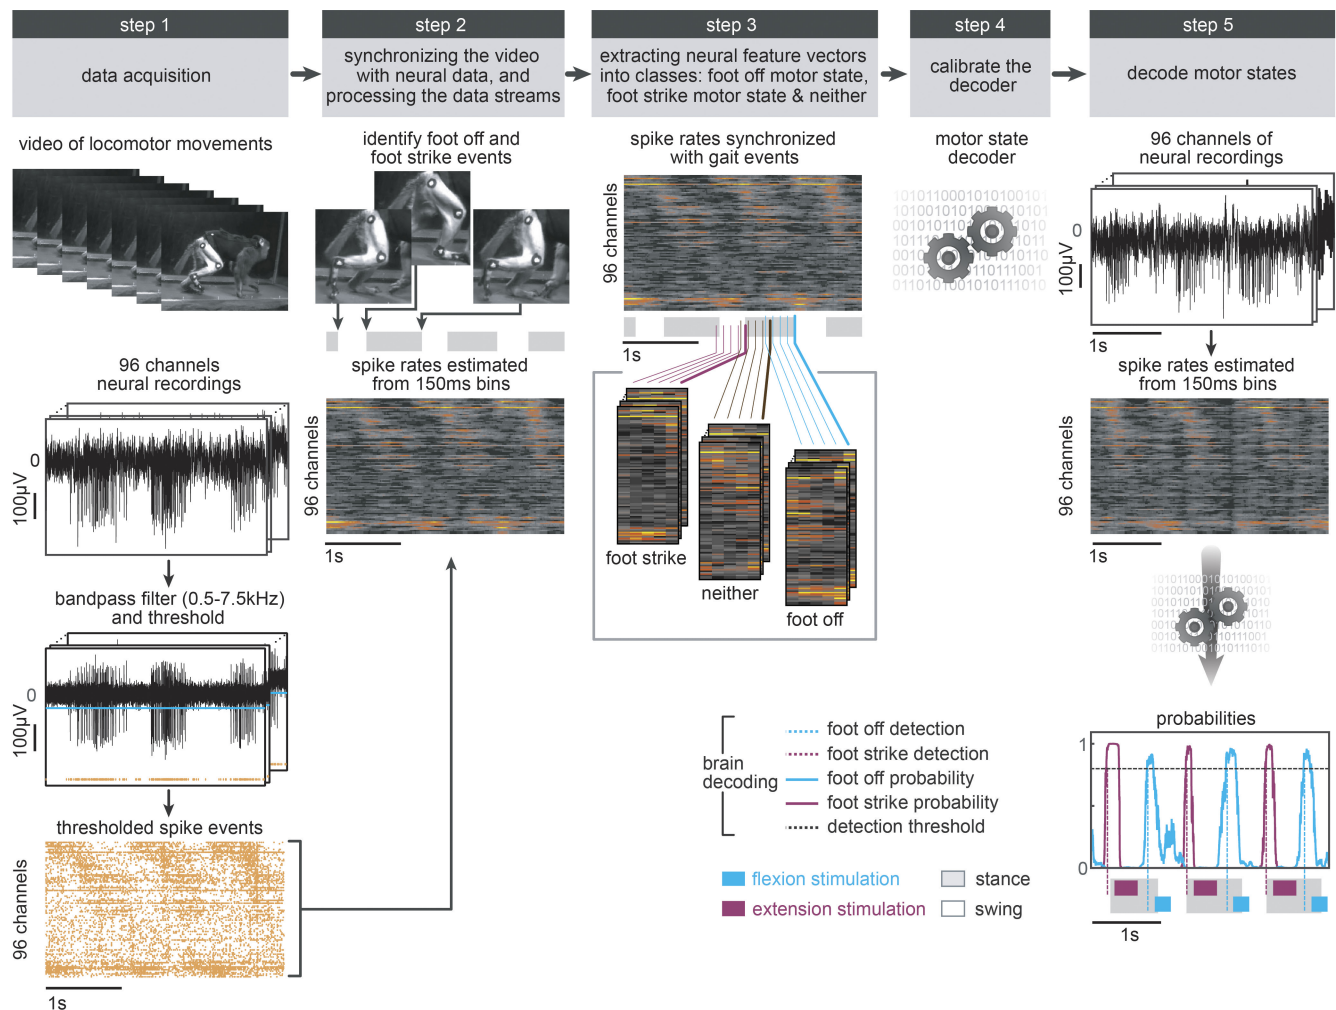 step 1
data acquisition
video of locomotor movements
96 channels
neural recordings
0
100µV
bandpass filter (0.5-7.5kHz)
and threshold
0
100µV
thresholded spike events
96 channels
1s
step 2
synchronizing the video
with neural data, and
processing the data streams
identify foot off and
foot strike events
spike rates estimated
from 150ms bins
96 channels
1s
step 3
extracting neural feature vectors
into classes: foot off motor state,
foot strike motor state & neither
spike rates synchronized
with gait events
96 channels
1s
foot strike
neither
foot off
step 4
calibrate the
decoder
motor state
decoder
step 5
decode motor states
96 channels of
neural recordings
0
100µV
1s
spike rates estimated
from 150ms bins
96 channels
1s
probabilities
1
0
1s
brain
decoding
foot off detection
foot strike detection
foot off probability
foot strike probability
detection threshold
flexion stimulation
extension stimulation
stance
swing